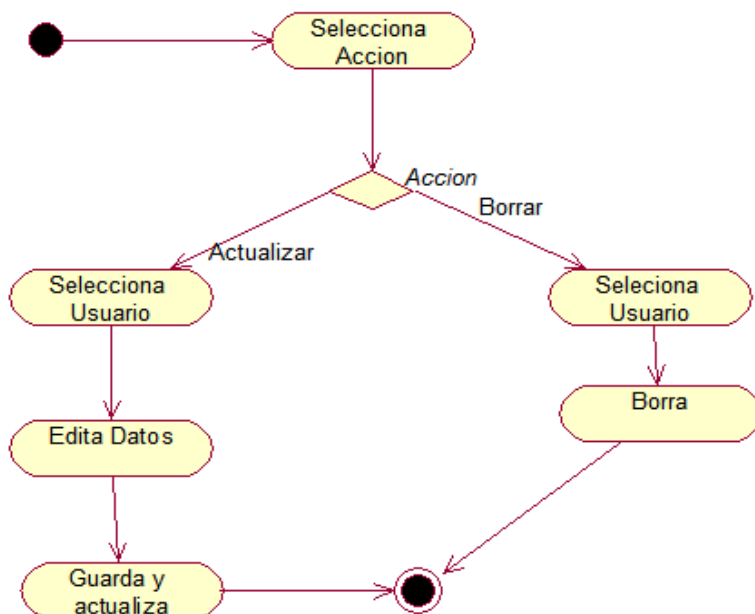 Selecciona
Accion
Accion
Borrar
Actualizar
Selecciona
Usuario
Seleciona
Usuario
Borra
Edita Datos
Guarda y
actualiza